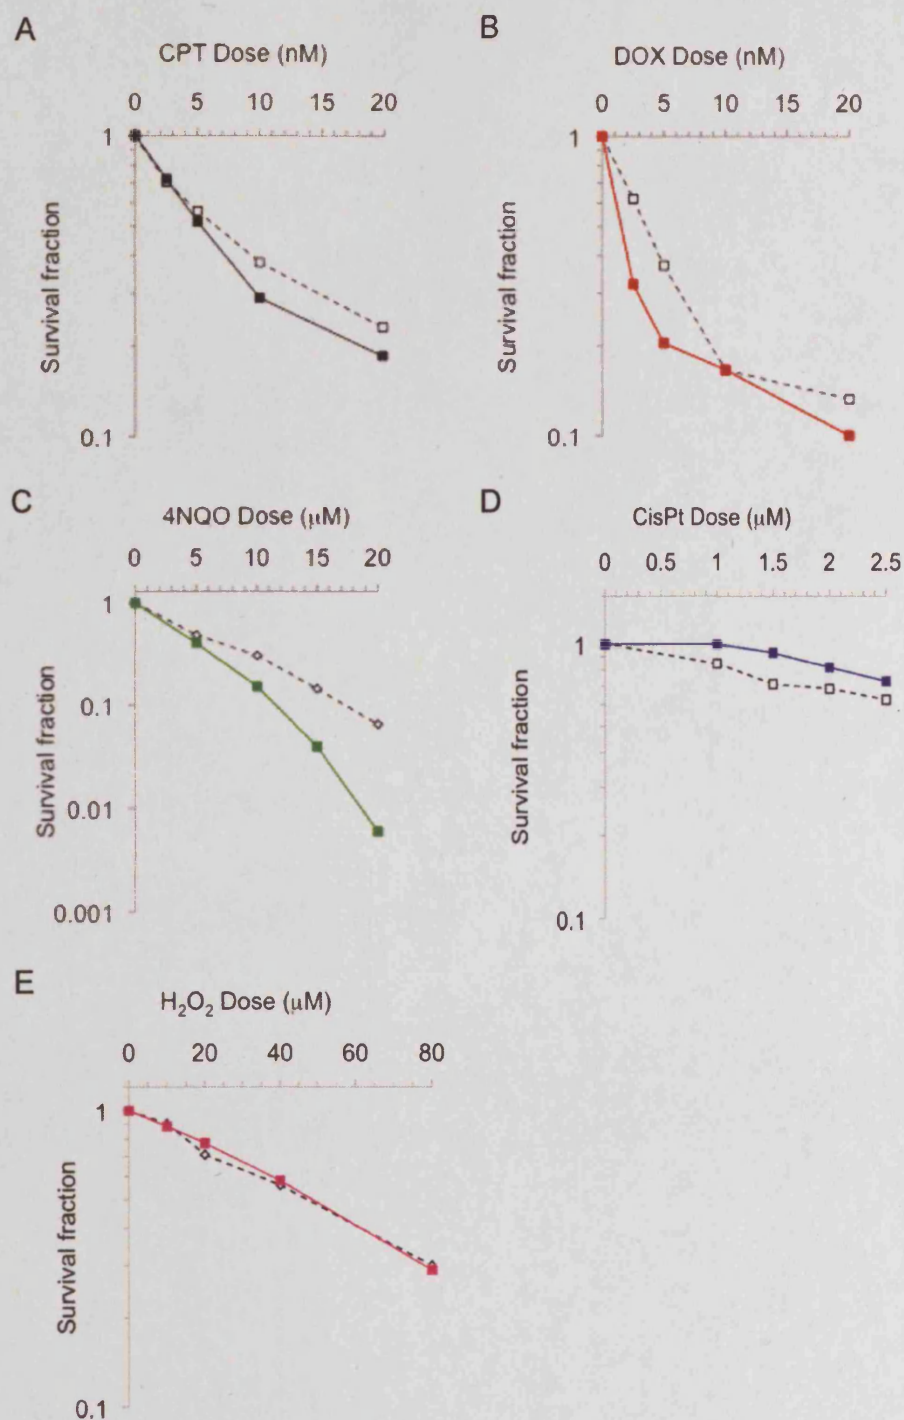 A
CPT Dose (nM)
0 5 10 15 20
1
0.1
Survival fraction
B
DOX Dose (nM)
0 5 10 15 20
1
0.1
Survival fraction
C
4NQO Dose (μM)
0 5 10 15 20
1
0.1
0.01
0.001
Survival fraction
D
CisPt Dose (μM)
0 0.5 1 1.5 2 2.5
1
0.1
Survival fraction
E
H₂O₂ Dose (μM)
0 20 40 60 80
1
0.1
Survival fraction